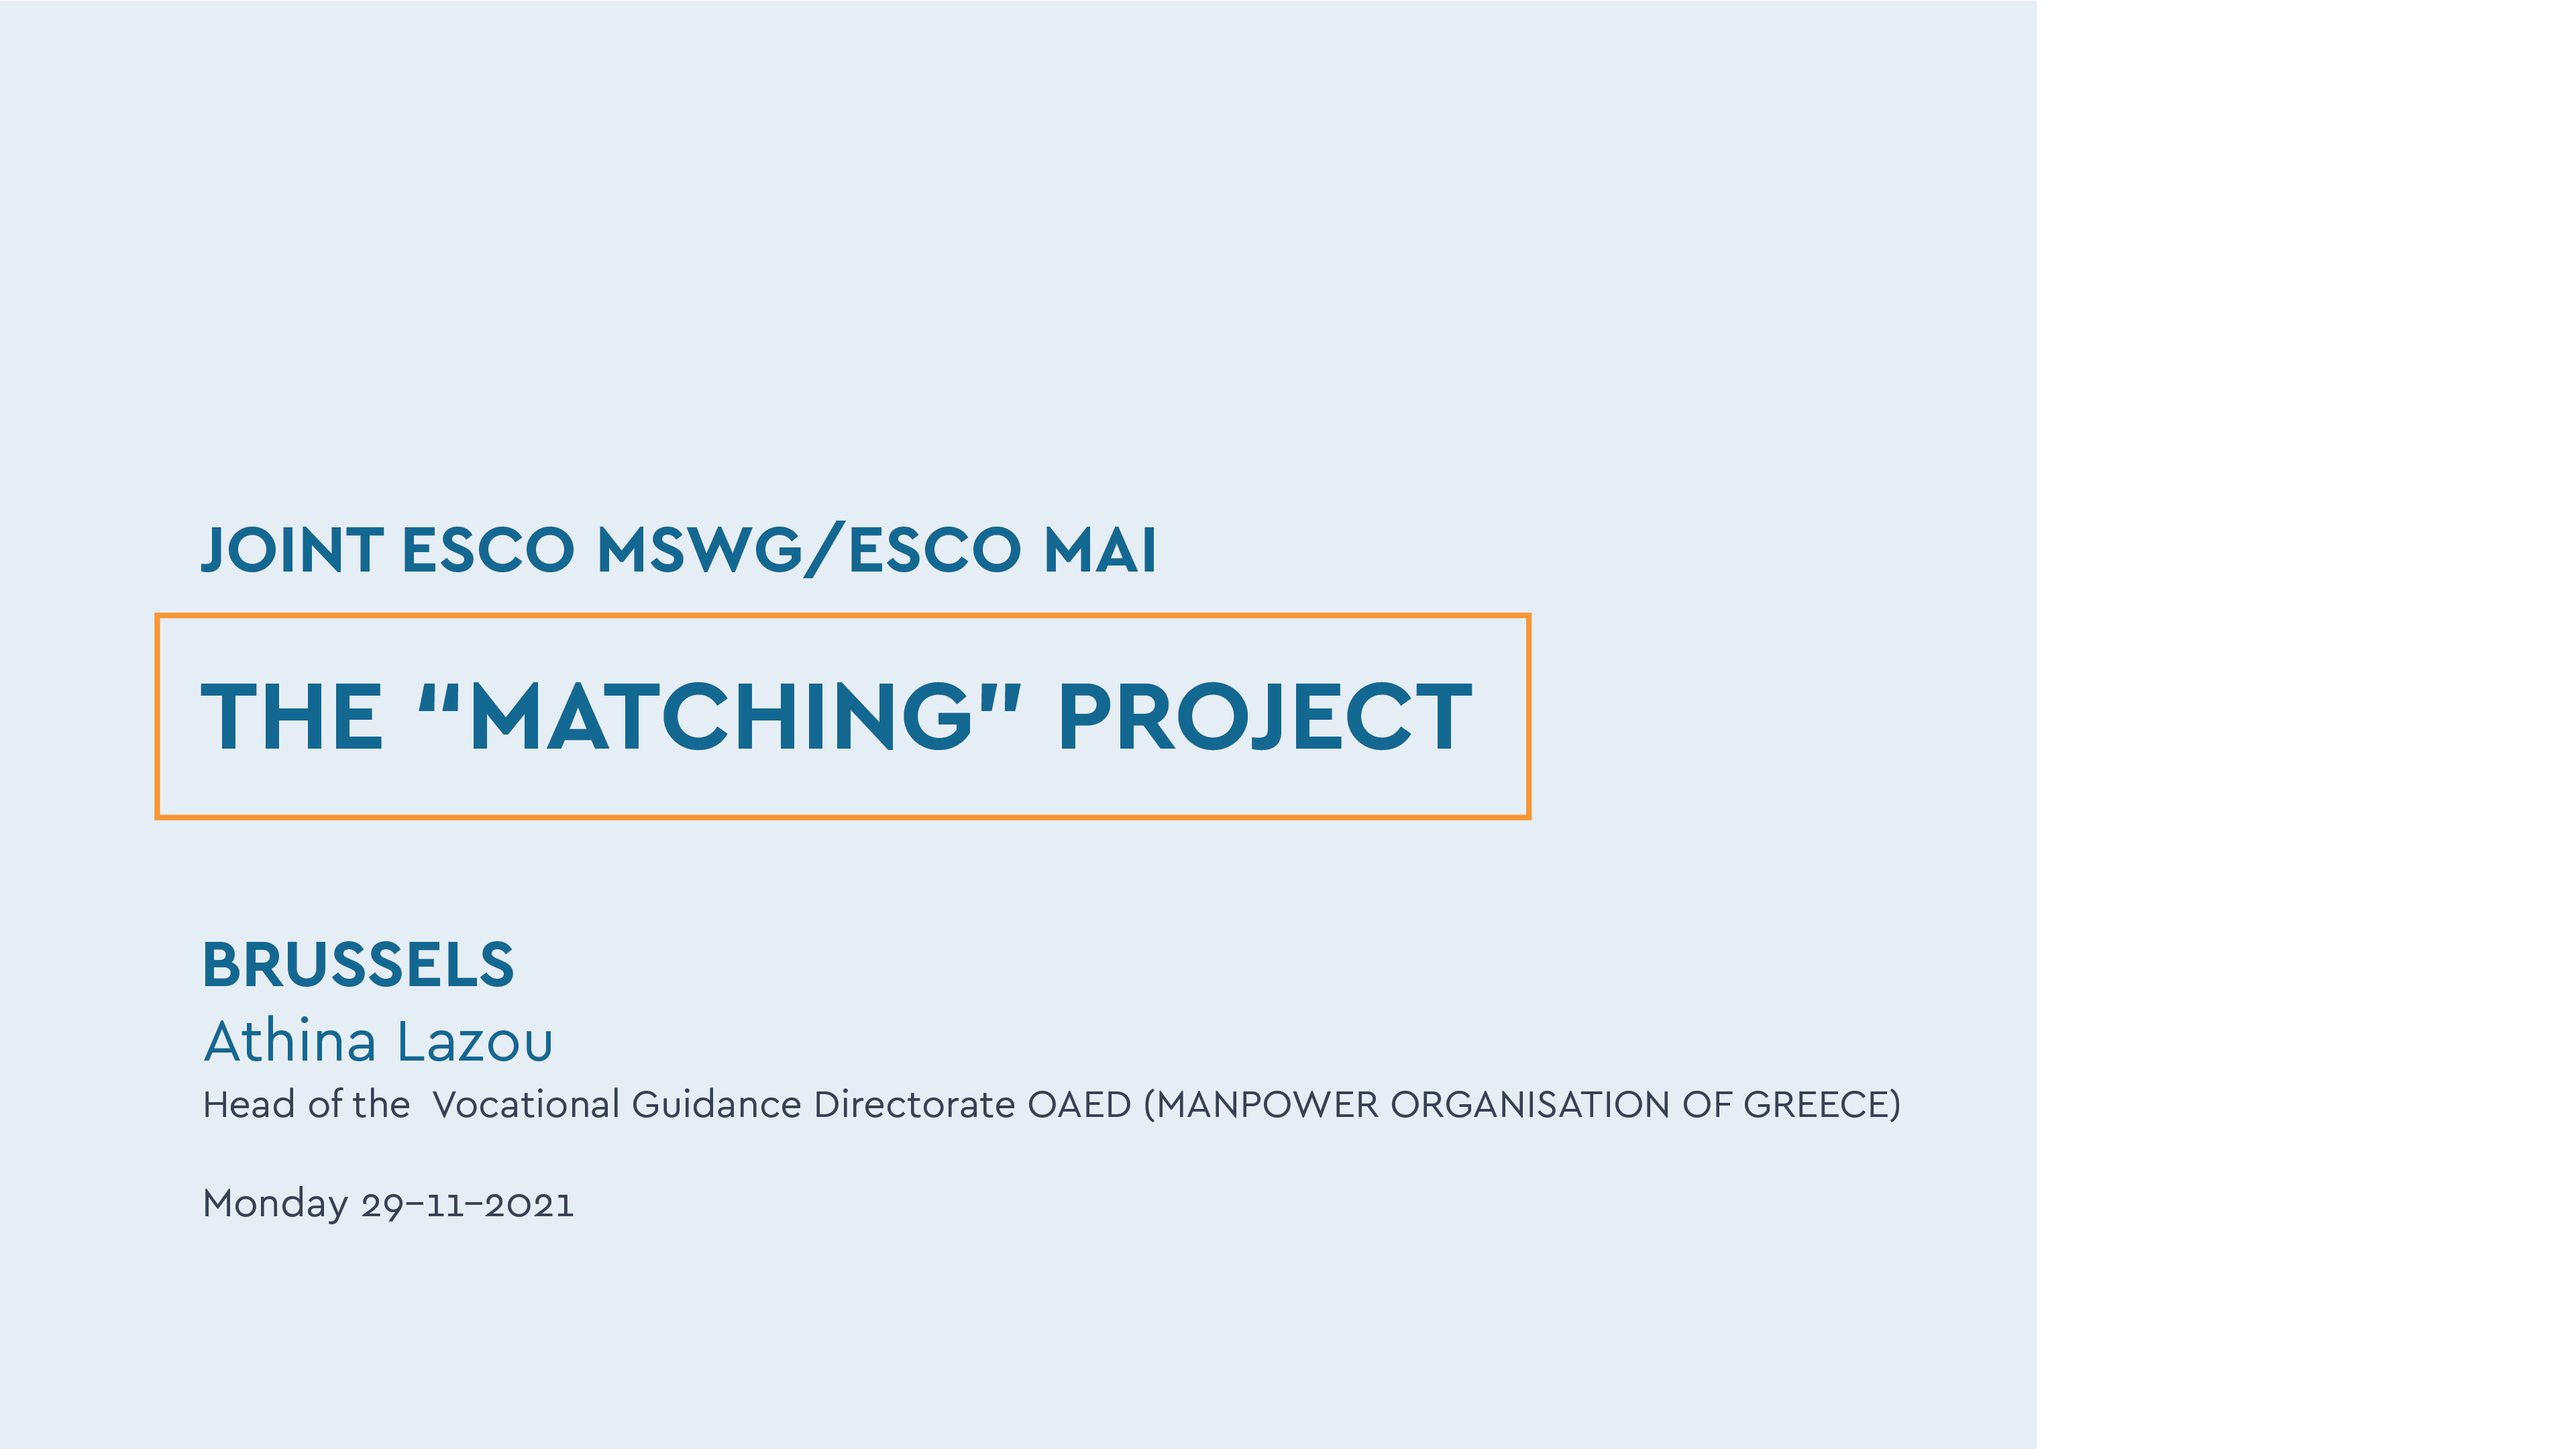 JOINT ESCO MSWG/ESCO MAI
THE “MATCHING” PROJECT
BRUSSELS
Athina Lazou
Head of the  Vocational Guidance Directorate OAED (MANPOWER ORGANISATION OF GREECE)
Monday 29-11-2021